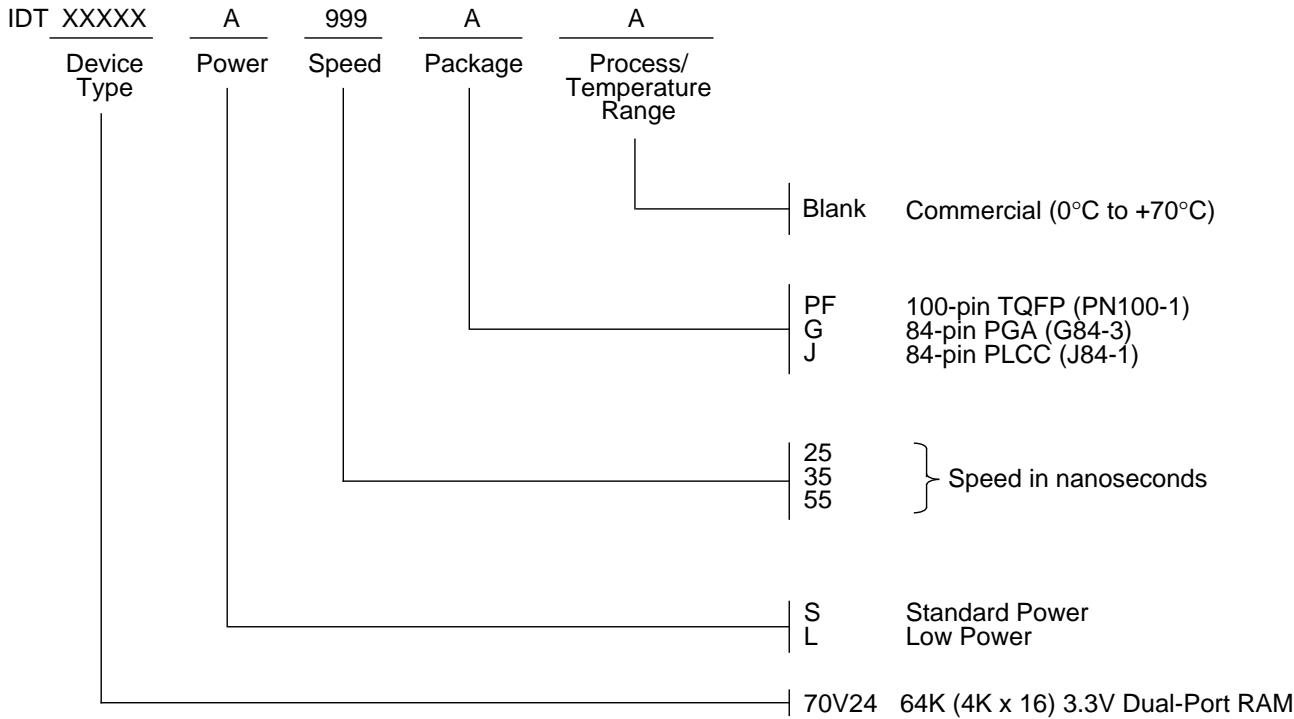 IDT XXXXX A 999 A A
Device Type Power Speed Package Process/ Temperature Range
Blank Commercial (0°C to +70°C)
PF 100-pin TQFP (PN100-1)
G 84-pin PGA (G84-3)
J 84-pin PLCC (J84-1)
25
35 Speed in nanoseconds
55
S Standard Power
L Low Power
70V24 64K (4K x 16) 3.3V Dual-Port RAM